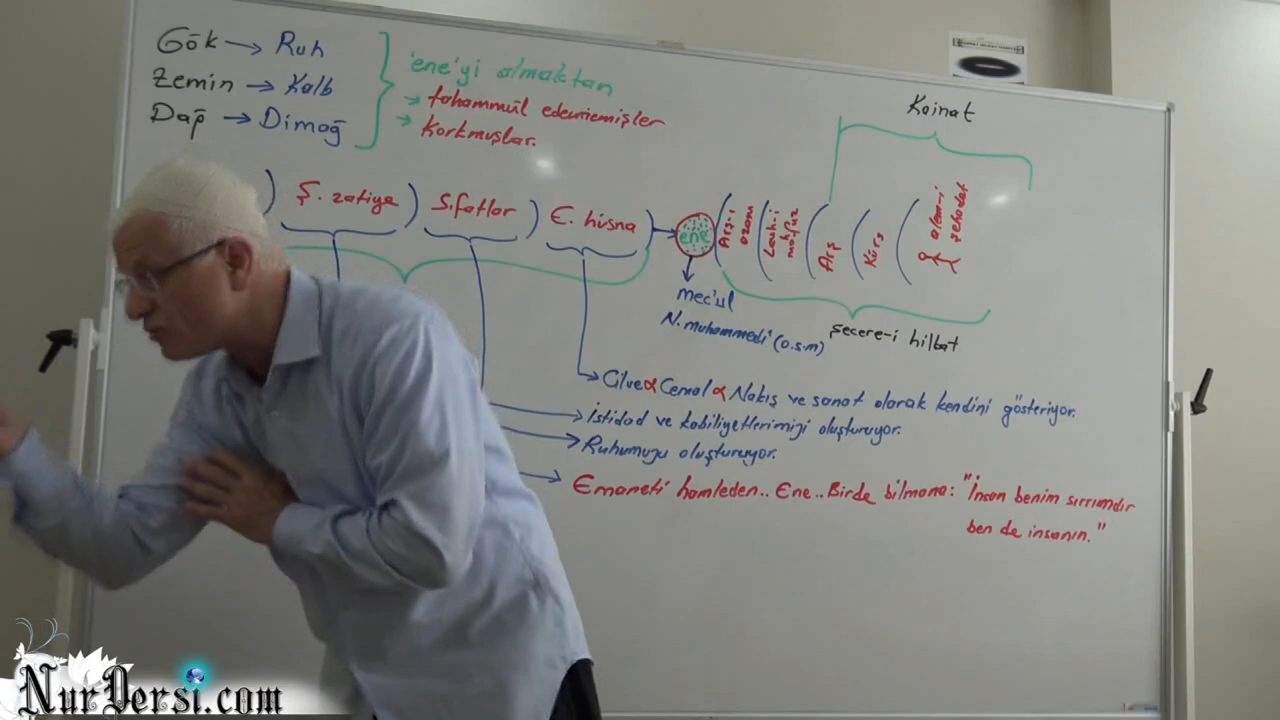 Gök → Ruh
Zemin → Kalb
Dağ → Dimağ
'ene'yi almaktan
→ tahammül edememişler
→ korkmuşlar.
Kainat
) Ş. zatiye ) Sıfatlar ) E. hüsna )
ene
Arş-ı azam
Levh-i mahfuz
Arş
Kürs
alem-i şehadet
mec'ul
N. muhammedi (a.s.m)
şecere-i hilkat
Cilve Cemal Nakış ve sanat olarak kendini gösteriyor.
İstidad ve kabiliyetlerimizi oluşturuyor.
Ruhumuzu oluşturuyor.
Emaneti hamleden.. Ene.. Birde bilmana: "İnsan benim sırrımdır
ben de insanın."
NurDersi.com